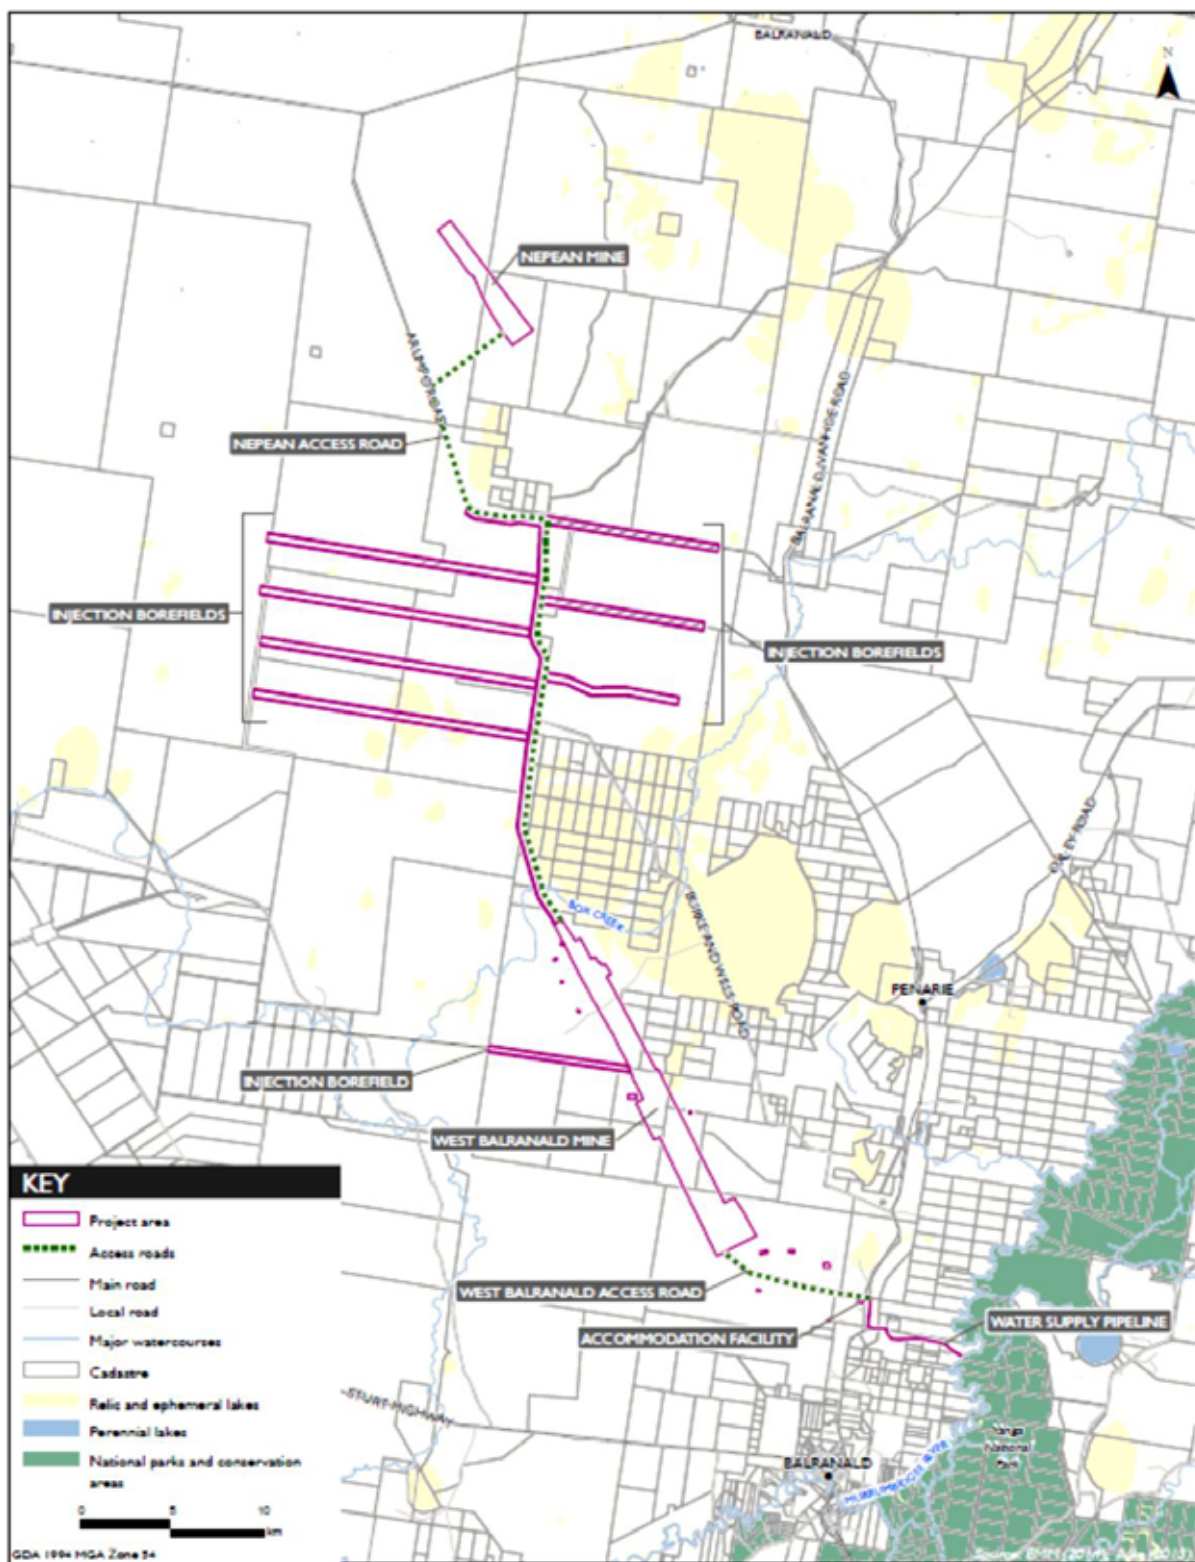 BALRANALD
N
NEPEAN MINE
NEPEAN ACCESS ROAD
BALRANALD IVANHOE ROAD
INJECTION BOREFIELDS
INJECTION BOREFIELDS
OXLEY ROAD
BOX CREEK
BURKE AND WILLS ROAD
PENARIE
INJECTION BOREFIELD
WEST BALRANALD MINE
WEST BALRANALD ACCESS ROAD
WATER SUPPLY PIPELINE
ACCOMMODATION FACILITY
STURT HIGHWAY
Yanga
National
Park
BALRANALD
MURRUMBIDGEE RIVER
KEY
Project area
Access roads
Main road
Local road
Major watercourses
Cadastre
Relic and ephemeral lakes
Perennial lakes
National parks and conservation
areas
0 5 10
km
GDA 1994 MGA Zone 54